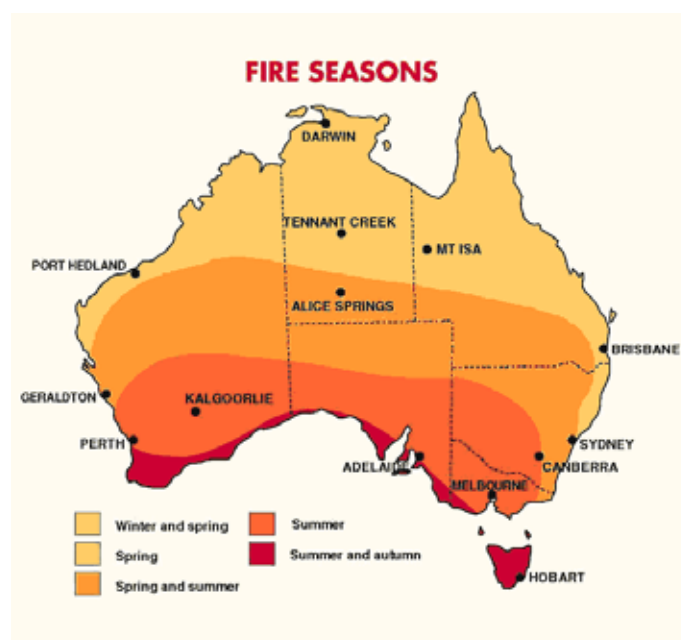 FIRE SEASONS
DARWIN
TENNANT CREEK
MT ISA
PORT HEDLAND
ALICE SPRINGS
BRISBANE
GERALDTON
KALGOORLIE
PERTH
SYDNEY
ADELAIDE
CANBERRA
MELBOURNE
Winter and spring
Summer
Spring
Summer and autumn
Spring and summer
HOBART